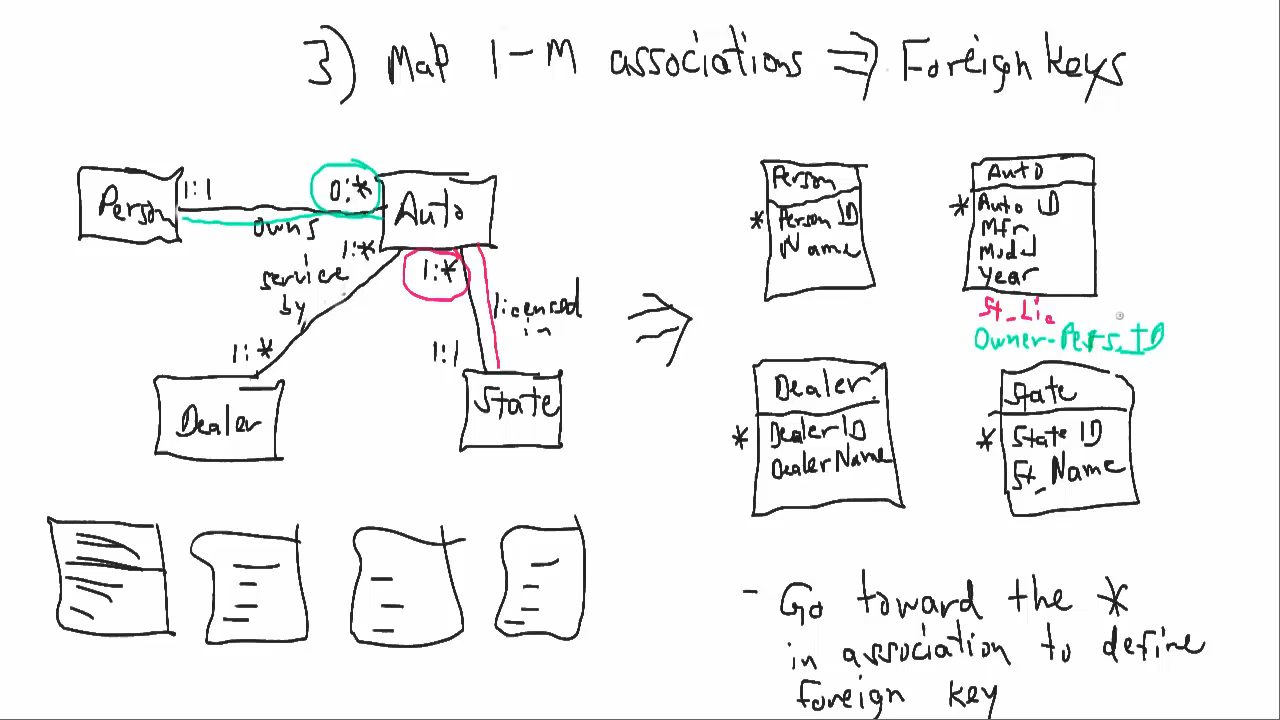 3) Map 1-M associations ⇒ Foreign keys
Person
1:1
0:*
Auto
owns
1:*
service
by
1:*
licensed
in
1:*
1:1
Dealer
State
Person
* Person ID
Name
Auto
* Auto ID
Mfr
Model
Year
St_Lic
Owner-Pers_ID
Dealer
* Dealer ID
Dealer Name
State
* State ID
St_Name
- Go toward the *
in association to define
foreign key